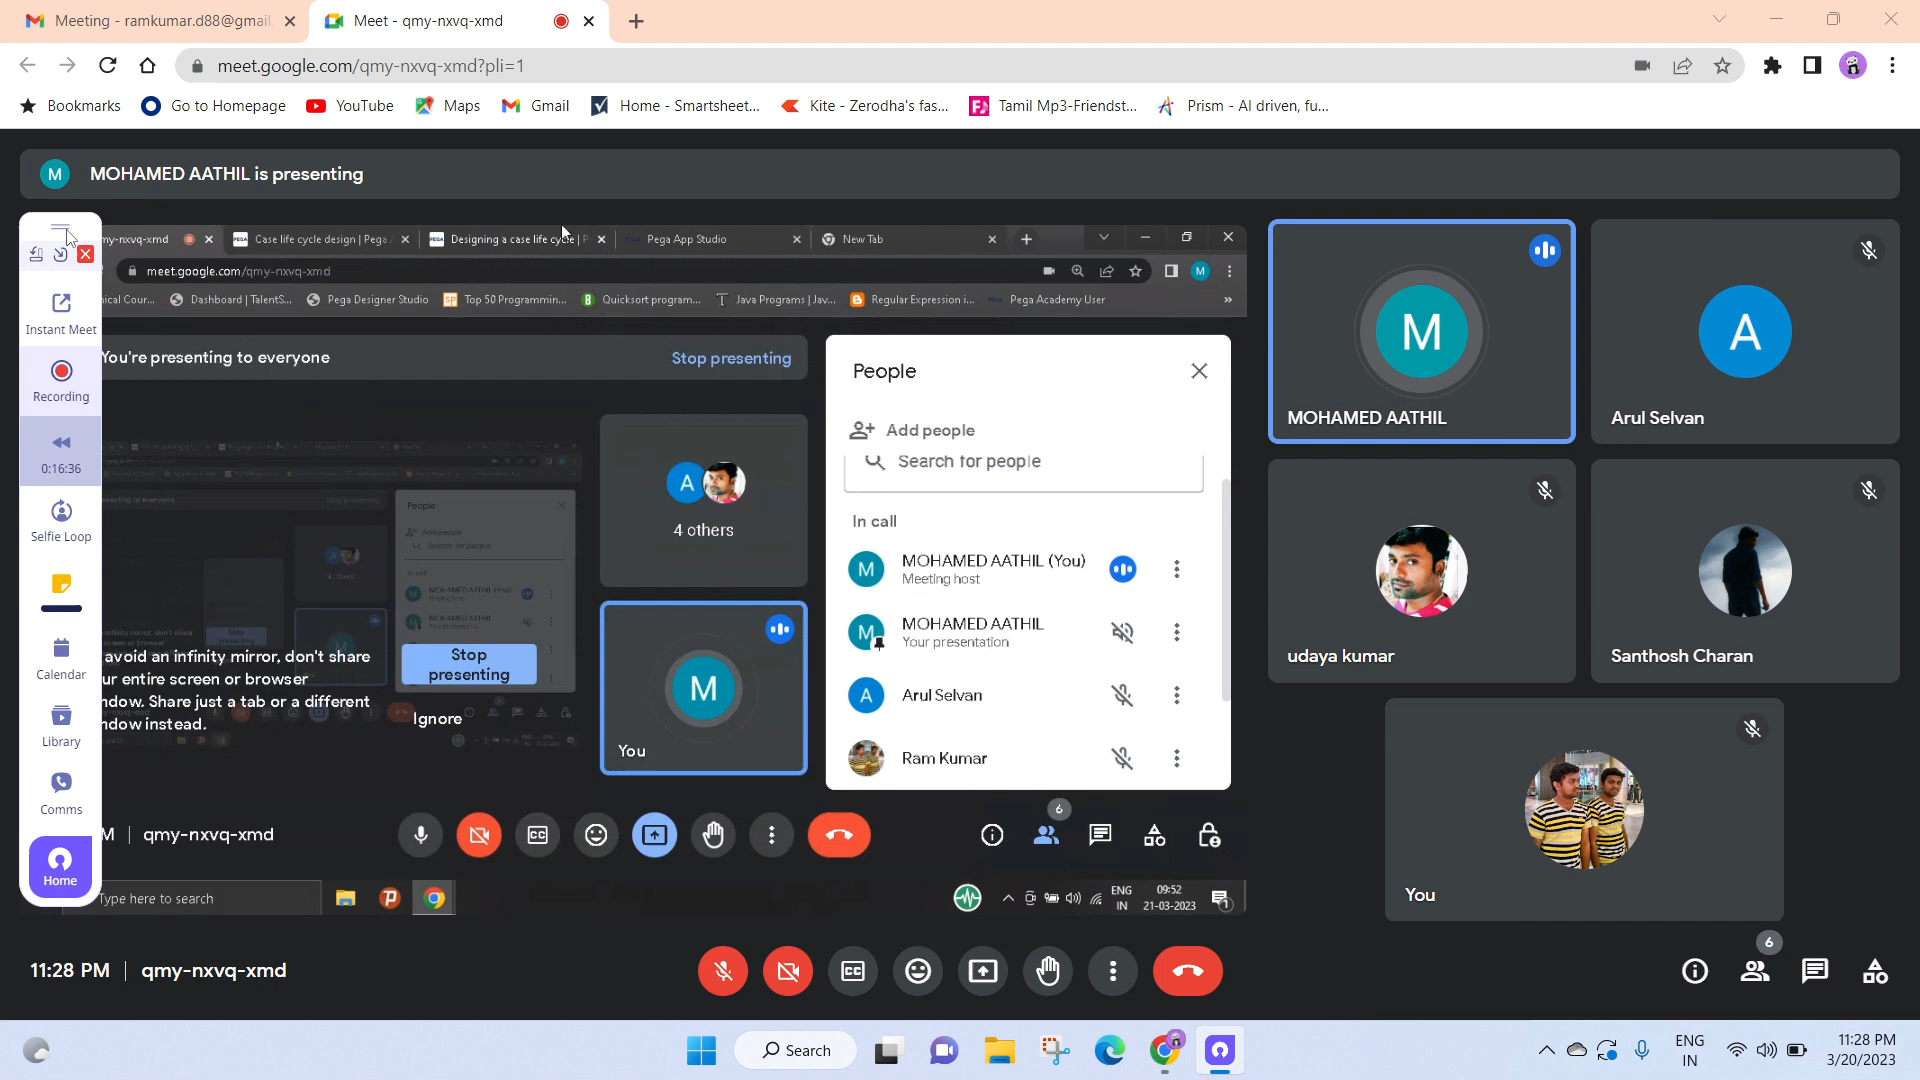 Meeting - ramkumar.d88@gmail
Meet - qmy-nxvq-xmd
meet.google.com/qmy-nxvq-xmd?pli=1
Bookmarks
Go to Homepage
YouTube
Maps
Gmail
Home - Smartsheet...
Kite - Zerodha's fas...
Tamil Mp3-Friendst...
Prism - AI driven, fu...
M MOHAMED AATHIL is presenting
my-nxvq-xmd
Case life cycle design | Pega
Designing a case life cycle | P
Pega App Studio
New Tab
meet.google.com/qmy-nxvq-xmd
ical Cour...
Dashboard | TalentS...
Pega Designer Studio
Top 50 Programmin...
Quicksort program...
Java Programs | Jav...
Regular Expression i...
Pega Academy User
You're presenting to everyone
Stop presenting
Instant Meet
Recording
0:16:36
Selfie Loop
Calendar
Library
Comms
Home
People
Add people
Search for people
In call
M MOHAMED AATHIL (You)
Meeting host
M MOHAMED AATHIL
Your presentation
A Arul Selvan
Ram Kumar
A
4 others
M
You
avoid an infinity mirror, don't share
ur entire screen or browser
ndow. Share just a tab or a different
ndow instead.
Stop
presenting
Ignore
M | qmy-nxvq-xmd
6
Type here to search
ENG
IN
09:52
21-03-2023
1
M
MOHAMED AATHIL
A
Arul Selvan
udaya kumar
Santhosh Charan
You
11:28 PM | qmy-nxvq-xmd
6
Search
ENG
IN
11:28 PM
3/20/2023